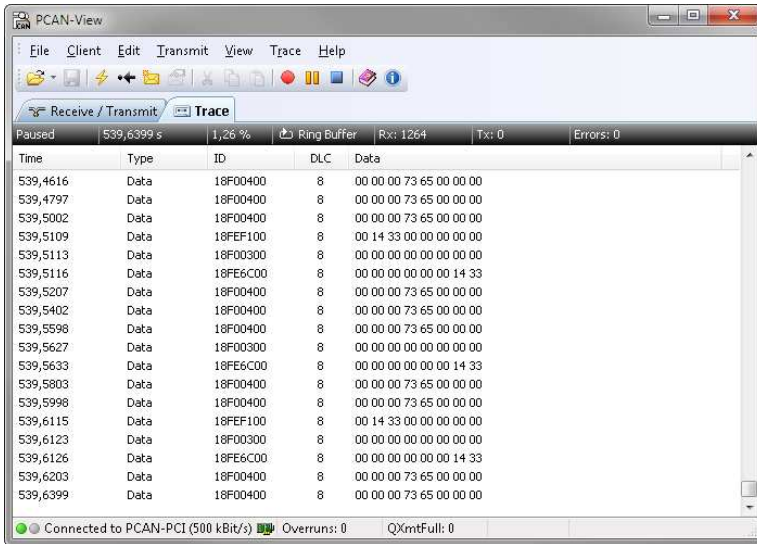 PCAN-View
File Client Edit Transmit View Trace Help
Receive / Transmit Trace
Paused 539,6399 s 1,26 % Ring Buffer Rx: 1264 Tx: 0 Errors: 0
Time Type ID DLC Data
539,4616 Data 18F00400 8 00 00 00 73 65 00 00 00
539,4797 Data 18F00400 8 00 00 00 73 65 00 00 00
539,5002 Data 18F00400 8 00 00 00 73 65 00 00 00
539,5109 Data 18FEF100 8 00 14 33 00 00 00 00 00
539,5113 Data 18F00300 8 00 00 00 00 00 00 00 00
539,5116 Data 18FE6C00 8 00 00 00 00 00 00 14 33
539,5207 Data 18F00400 8 00 00 00 73 65 00 00 00
539,5402 Data 18F00400 8 00 00 00 73 65 00 00 00
539,5598 Data 18F00400 8 00 00 00 73 65 00 00 00
539,5627 Data 18F00300 8 00 00 00 00 00 00 00 00
539,5633 Data 18FE6C00 8 00 00 00 00 00 00 14 33
539,5803 Data 18F00400 8 00 00 00 73 65 00 00 00
539,5998 Data 18F00400 8 00 00 00 73 65 00 00 00
539,6115 Data 18FEF100 8 00 14 33 00 00 00 00 00
539,6123 Data 18F00300 8 00 00 00 00 00 00 00 00
539,6126 Data 18FE6C00 8 00 00 00 00 00 00 14 33
539,6203 Data 18F00400 8 00 00 00 73 65 00 00 00
539,6399 Data 18F00400 8 00 00 00 73 65 00 00 00
Connected to PCAN-PCI (500 kBit/s) Overruns: 0 QXmtFull: 0